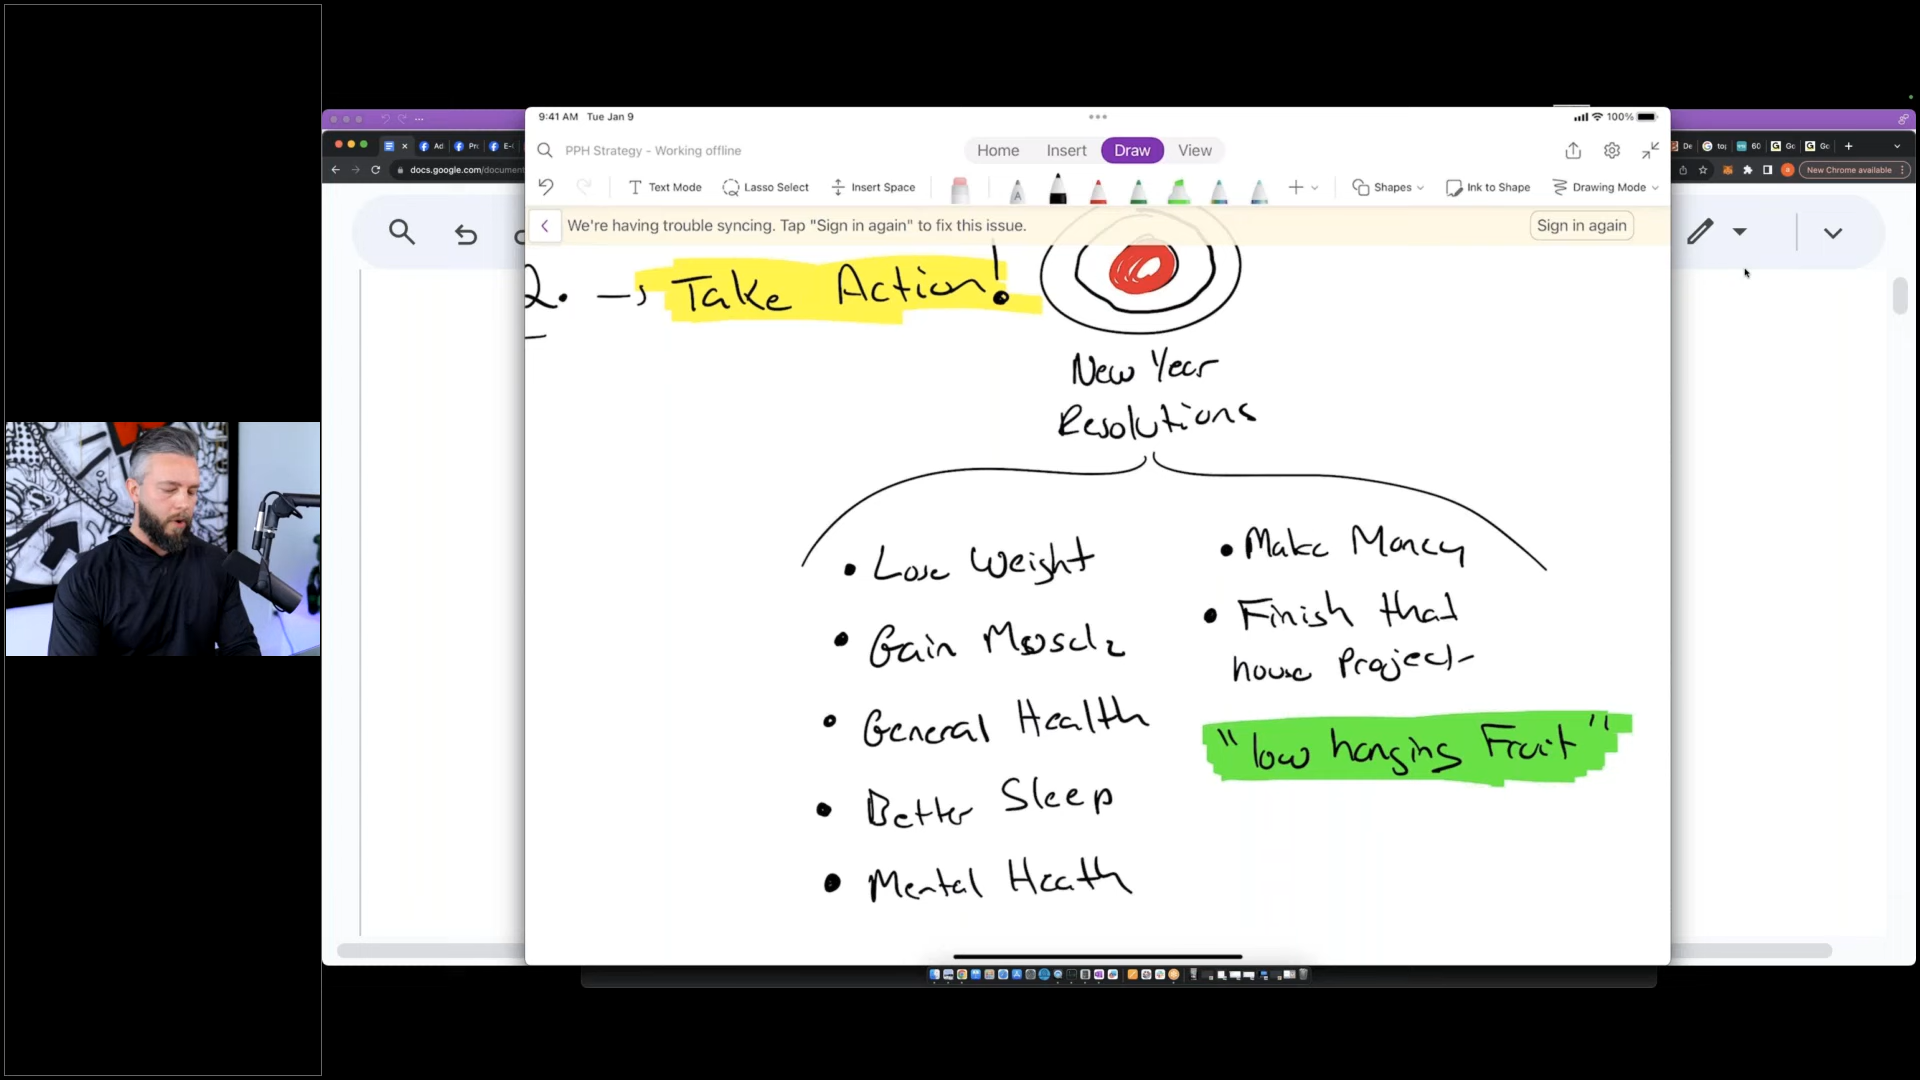 9:41 AM Tue Jan 9
100%
PPH Strategy - Working offline
Home Insert Draw View
Text Mode Lasso Select Insert Space Shapes Ink to Shape Drawing Mode
We're having trouble syncing. Tap "Sign in again" to fix this issue.
Sign in again
docs.google.com/document
New Chrome available
2. → Take Action!
New Year
Resolutions
• Lose Weight
• Gain Muscle
• General Health
• Better Sleep
• Mental Heath
• Make Money
• Finish that
house Project
"low hanging Fruit"